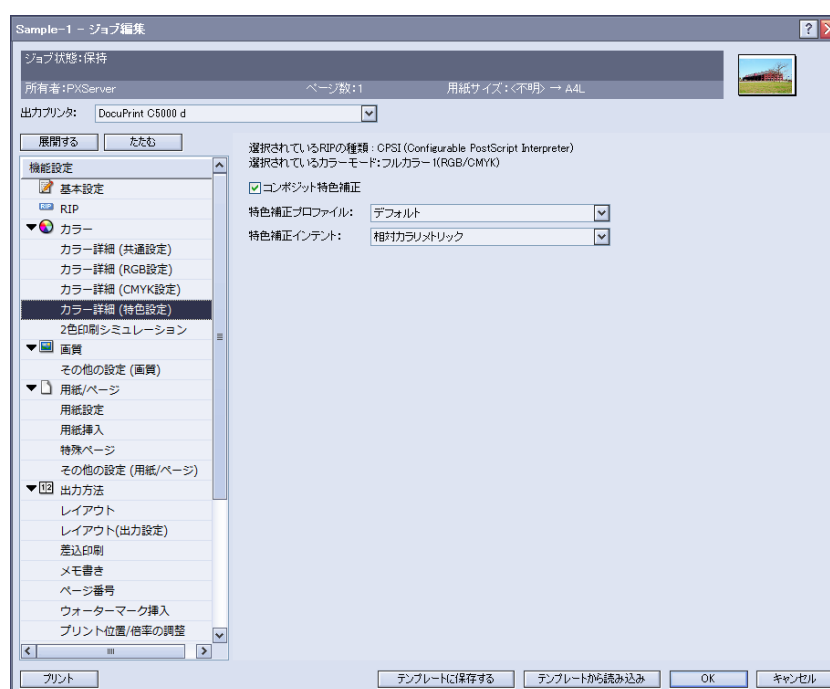 Sample-1 - ジョブ編集
ジョブ状態:保持
所有者:PXServer ページ数:1 用紙サイズ:<不明> → A4L
出力プリンタ: DocuPrint C5000 d
展開する たたむ
機能設定
基本設定
RIP RIP
カラー
カラー詳細 (共通設定)
カラー詳細 (RGB設定)
カラー詳細 (CMYK設定)
カラー詳細 (特色設定)
2色印刷シミュレーション
画質
その他の設定 (画質)
用紙/ページ
用紙設定
用紙挿入
特殊ページ
その他の設定 (用紙/ページ)
12 出力方法
レイアウト
レイアウト(出力設定)
差込印刷
メモ書き
ページ番号
ウォーターマーク挿入
プリント位置/倍率の調整
選択されているRIPの種類 : CPSI (Configurable PostScript Interpreter)
選択されているカラーモード:フルカラー1(RGB/CMYK)
コンポジット特色補正
特色補正プロファイル: デフォルト
特色補正インテント: 相対カラリメトリック
プリント テンプレートに保存する テンプレートから読み込み OK キャンセル